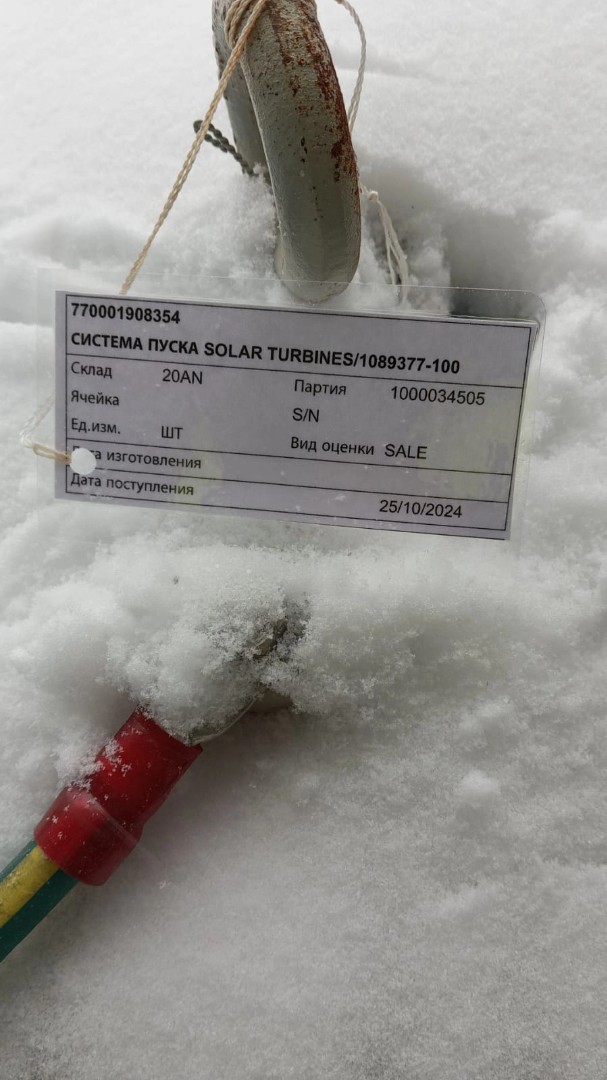 770001908354
СИСТЕМА ПУСКА SOLAR TURBINES/1089377-100
Склад 20AN Партия 1000034505
Ячейка S/N
Ед.изм. ШТ Вид оценки SALE
Дата изготовления
Дата поступления 25/10/2024